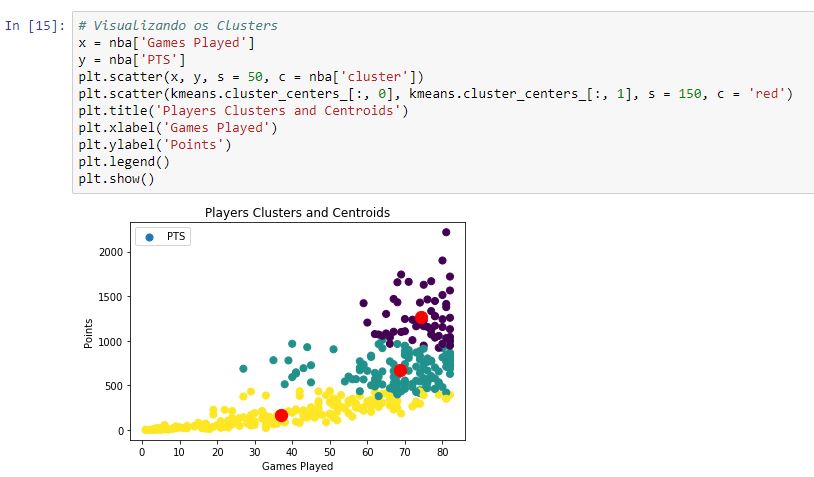 In [15]:
# Visualizando os Clusters
x = nba['Games Played']
y = nba['PTS']
plt.scatter(x, y, s = 50, c = nba['cluster'])
plt.scatter(kmeans.cluster_centers_[:, 0], kmeans.cluster_centers_[:, 1], s = 150, c = 'red')
plt.title('Players Clusters and Centroids')
plt.xlabel('Games Played')
plt.ylabel('Points')
plt.legend()
plt.show()
Players Clusters and Centroids
PTS
2000
1500
1000
500
0
Points
0 10 20 30 40 50 60 70 80
Games Played